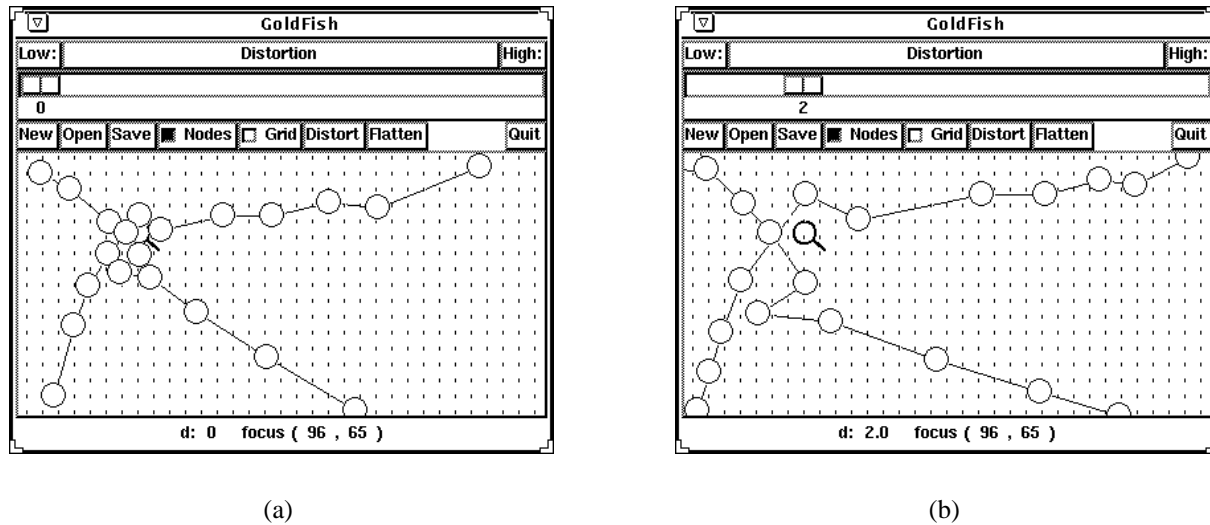 GoldFish
Low: Distortion High:
0
New Open Save Nodes Grid Distort Flatten Quit
d: 0 focus ( 96 , 65 )
(a)
GoldFish
Low: Distortion High:
2
New Open Save Nodes Grid Distort Flatten Quit
d: 2.0 focus ( 96 , 65 )
(b)